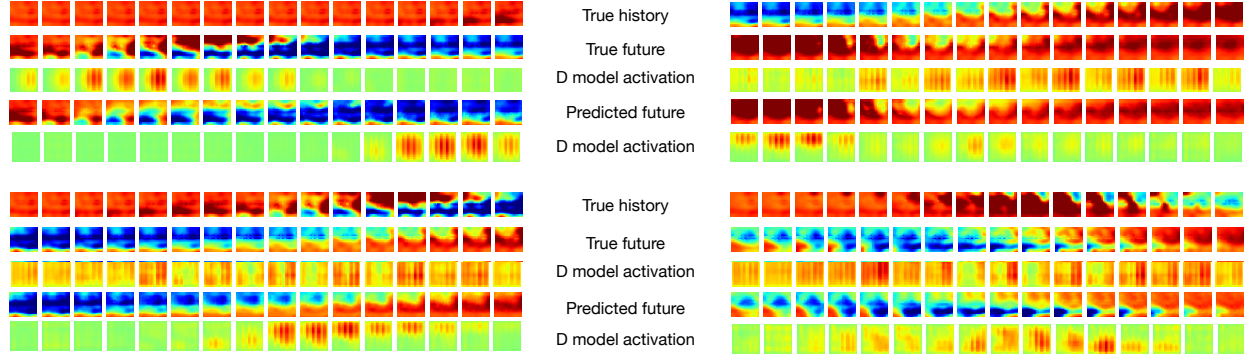 True history
True future
D model activation
Predicted future
D model activation
True history
True future
D model activation
Predicted future
D model activation